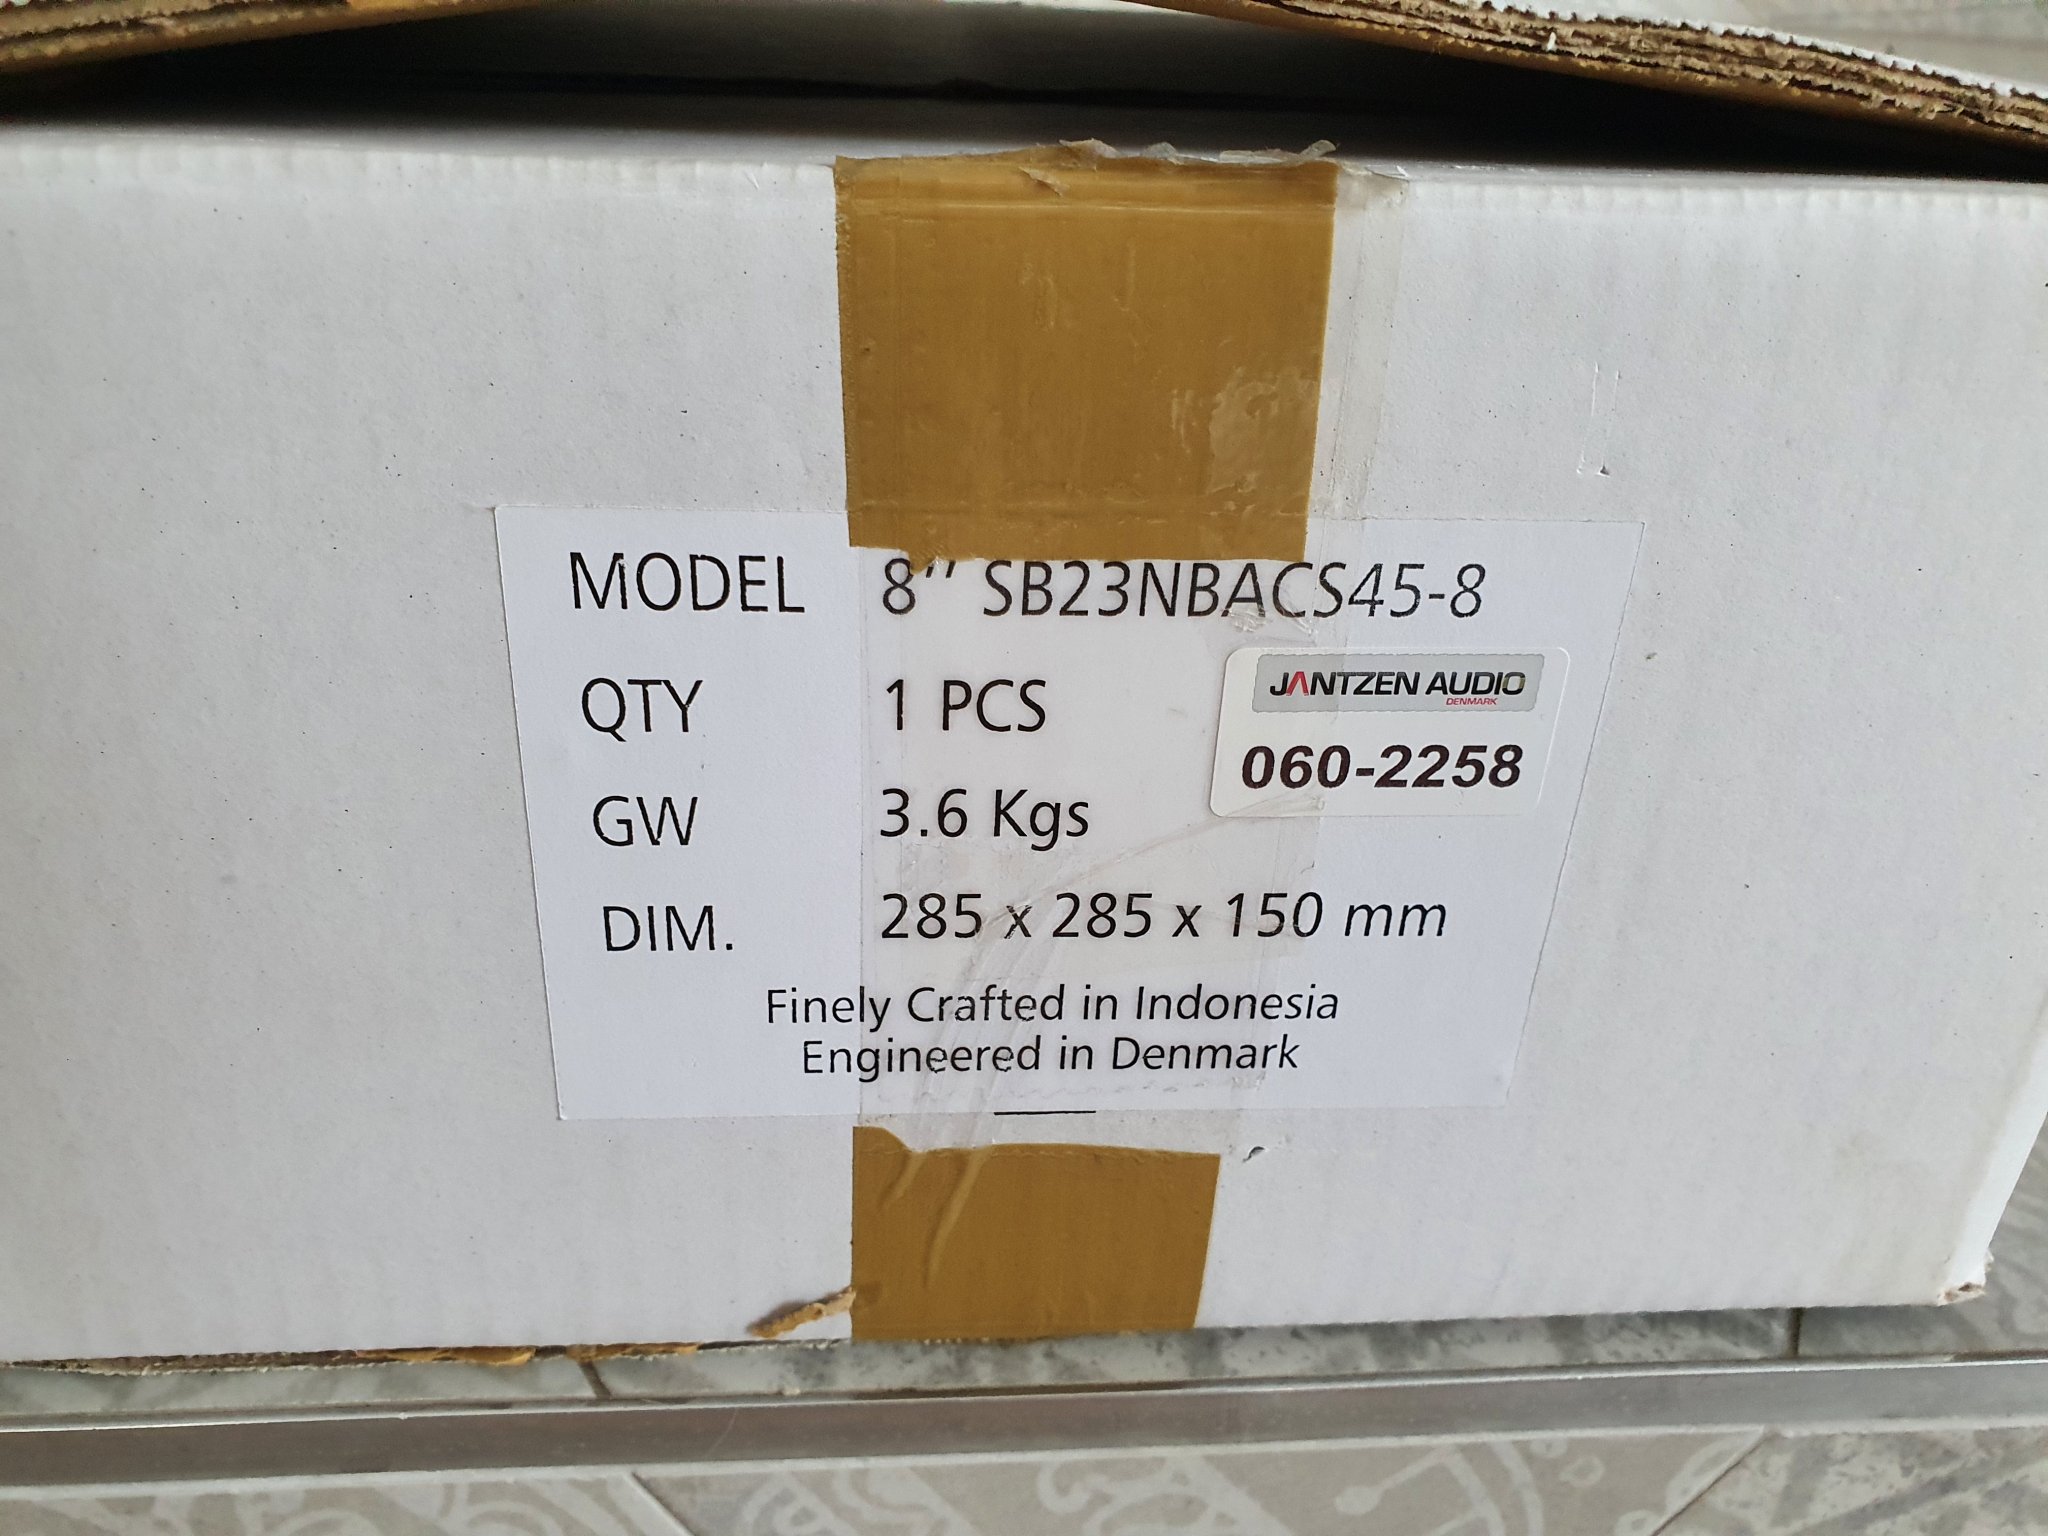 MODEL 8'' SB23NBACS45-8
QTY 1 PCS
JANTZEN AUDIO
DENMARK
060-2258
GW 3.6 Kgs
DIM. 285 x 285 x 150 mm
Finely Crafted in Indonesia
Engineered in Denmark